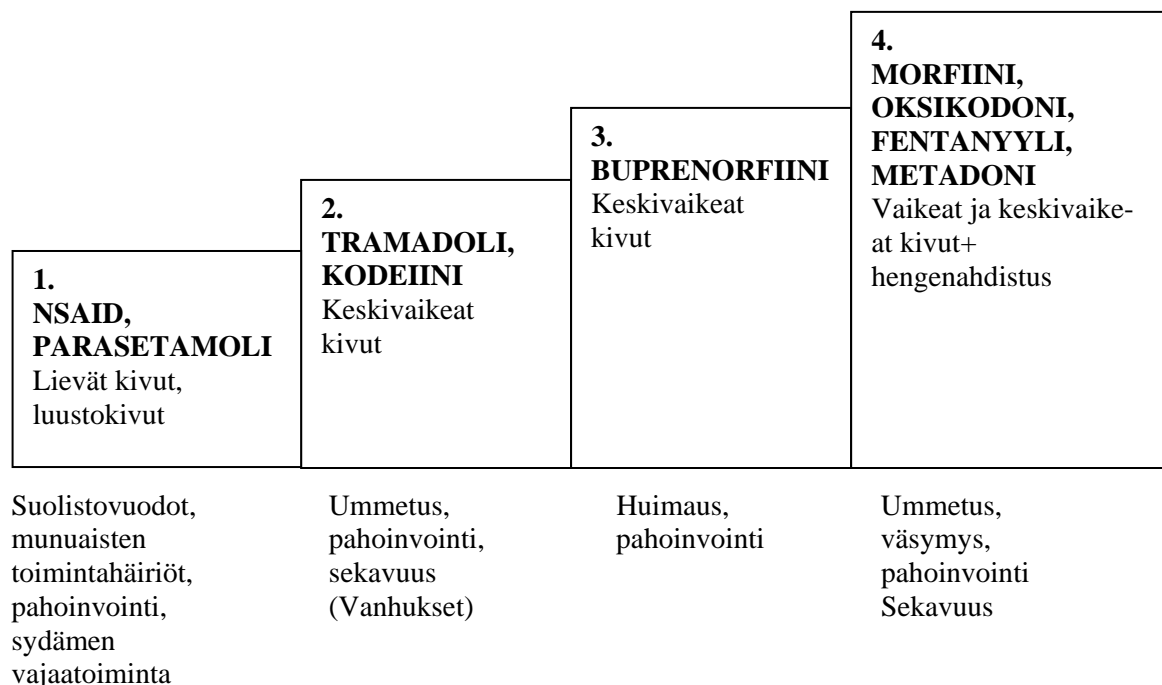 1.
NSAID,
PARASETAMOLI
Lievät kivut,
luustokivut
2.
TRAMADOLI,
KODEIINI
Keskivaikeat
kivut
3.
BUPRENORFIINI
Keskivaikeat
kivut
4.
MORFIINI,
OKSIKODONI,
FENTANYYLI,
METADONI
Vaikeat ja keskivaike-
at kivut+
hengenahdistus
Suolistovuodot,
munuaisten
toimintahäiriöt,
pahoinvointi,
sydämen
vajaatoiminta
Ummetus,
pahoinvointi,
sekavuus
(Vanhukset)
Huimaus,
pahoinvointi
Ummetus,
väsymys,
pahoinvointi
Sekavuus